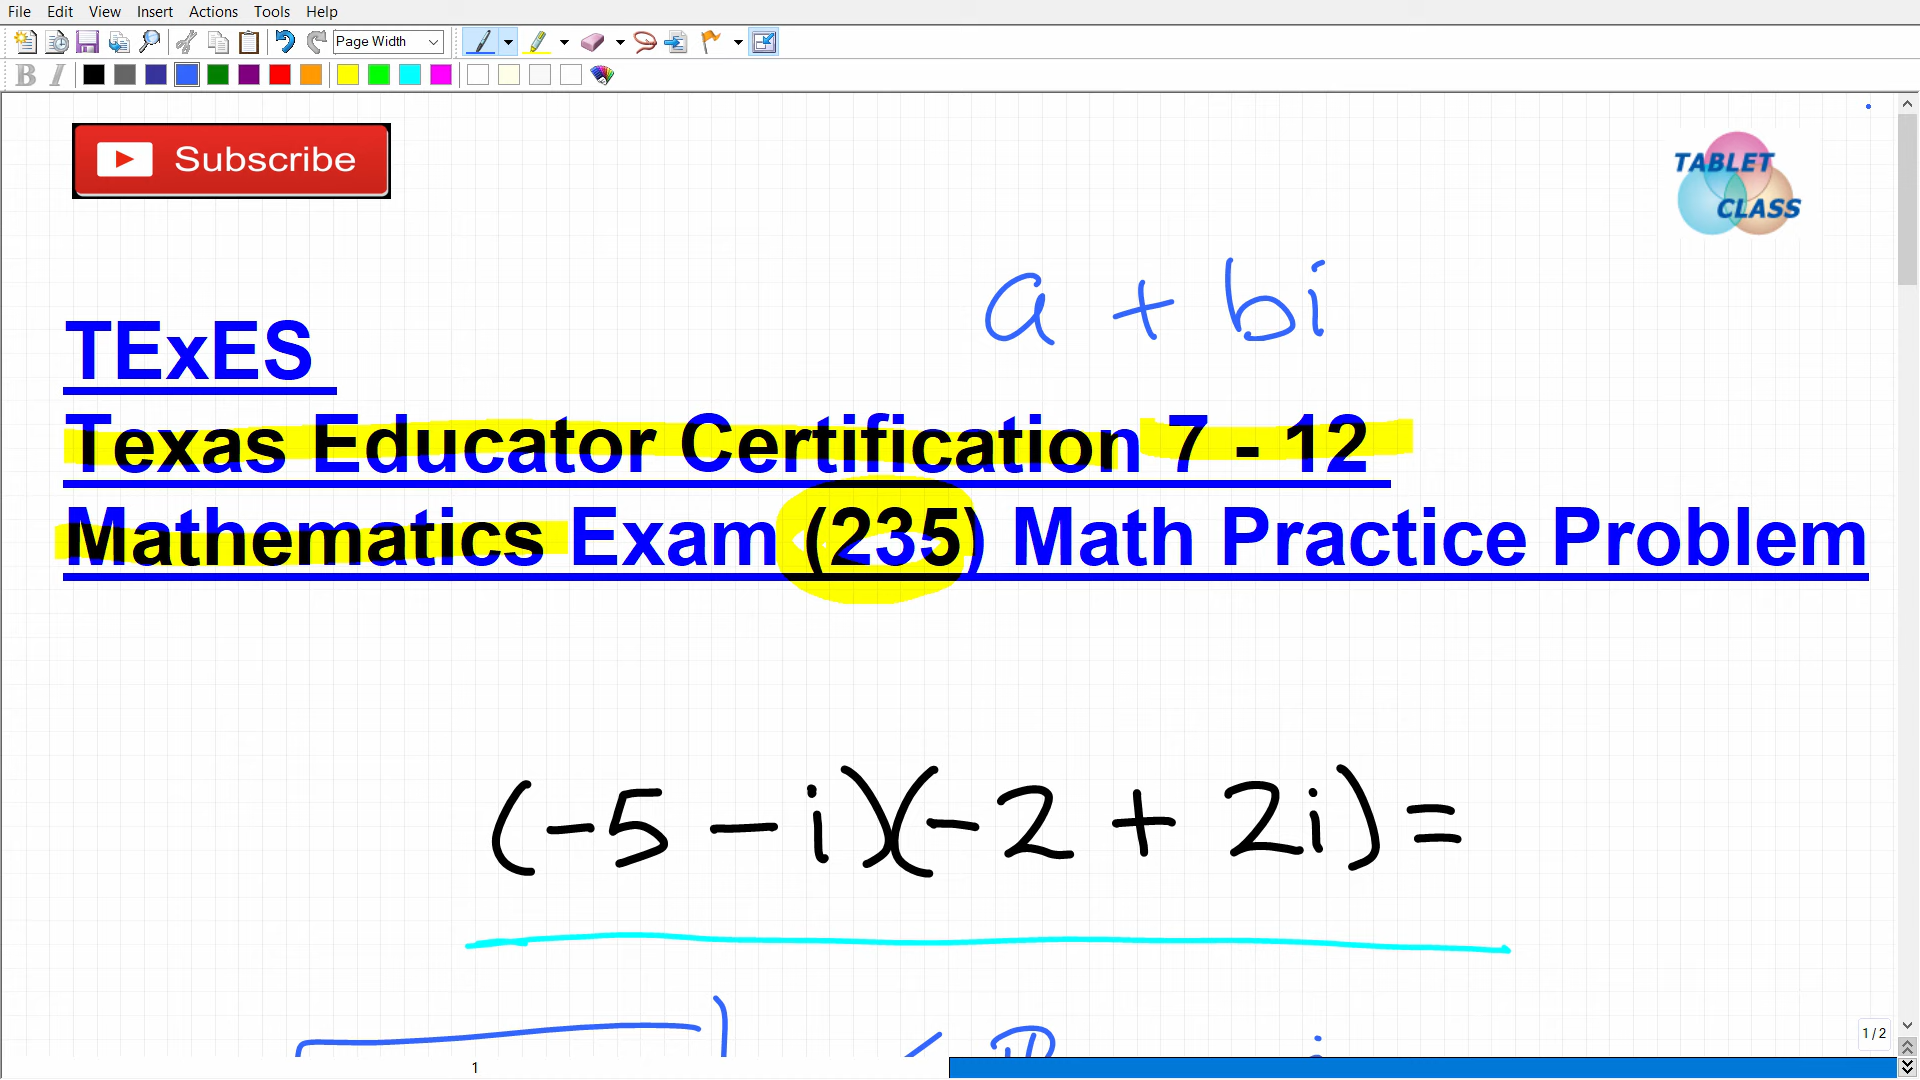 File Edit View Insert Actions Tools Help
Page Width
B I
Subscribe
TABLET
CLASS
a + bi
TExES
Texas Educator Certification 7 - 12
Mathematics Exam (235) Math Practice Problem
(-5 - i)(-2 + 2i) =
1 / 2
1